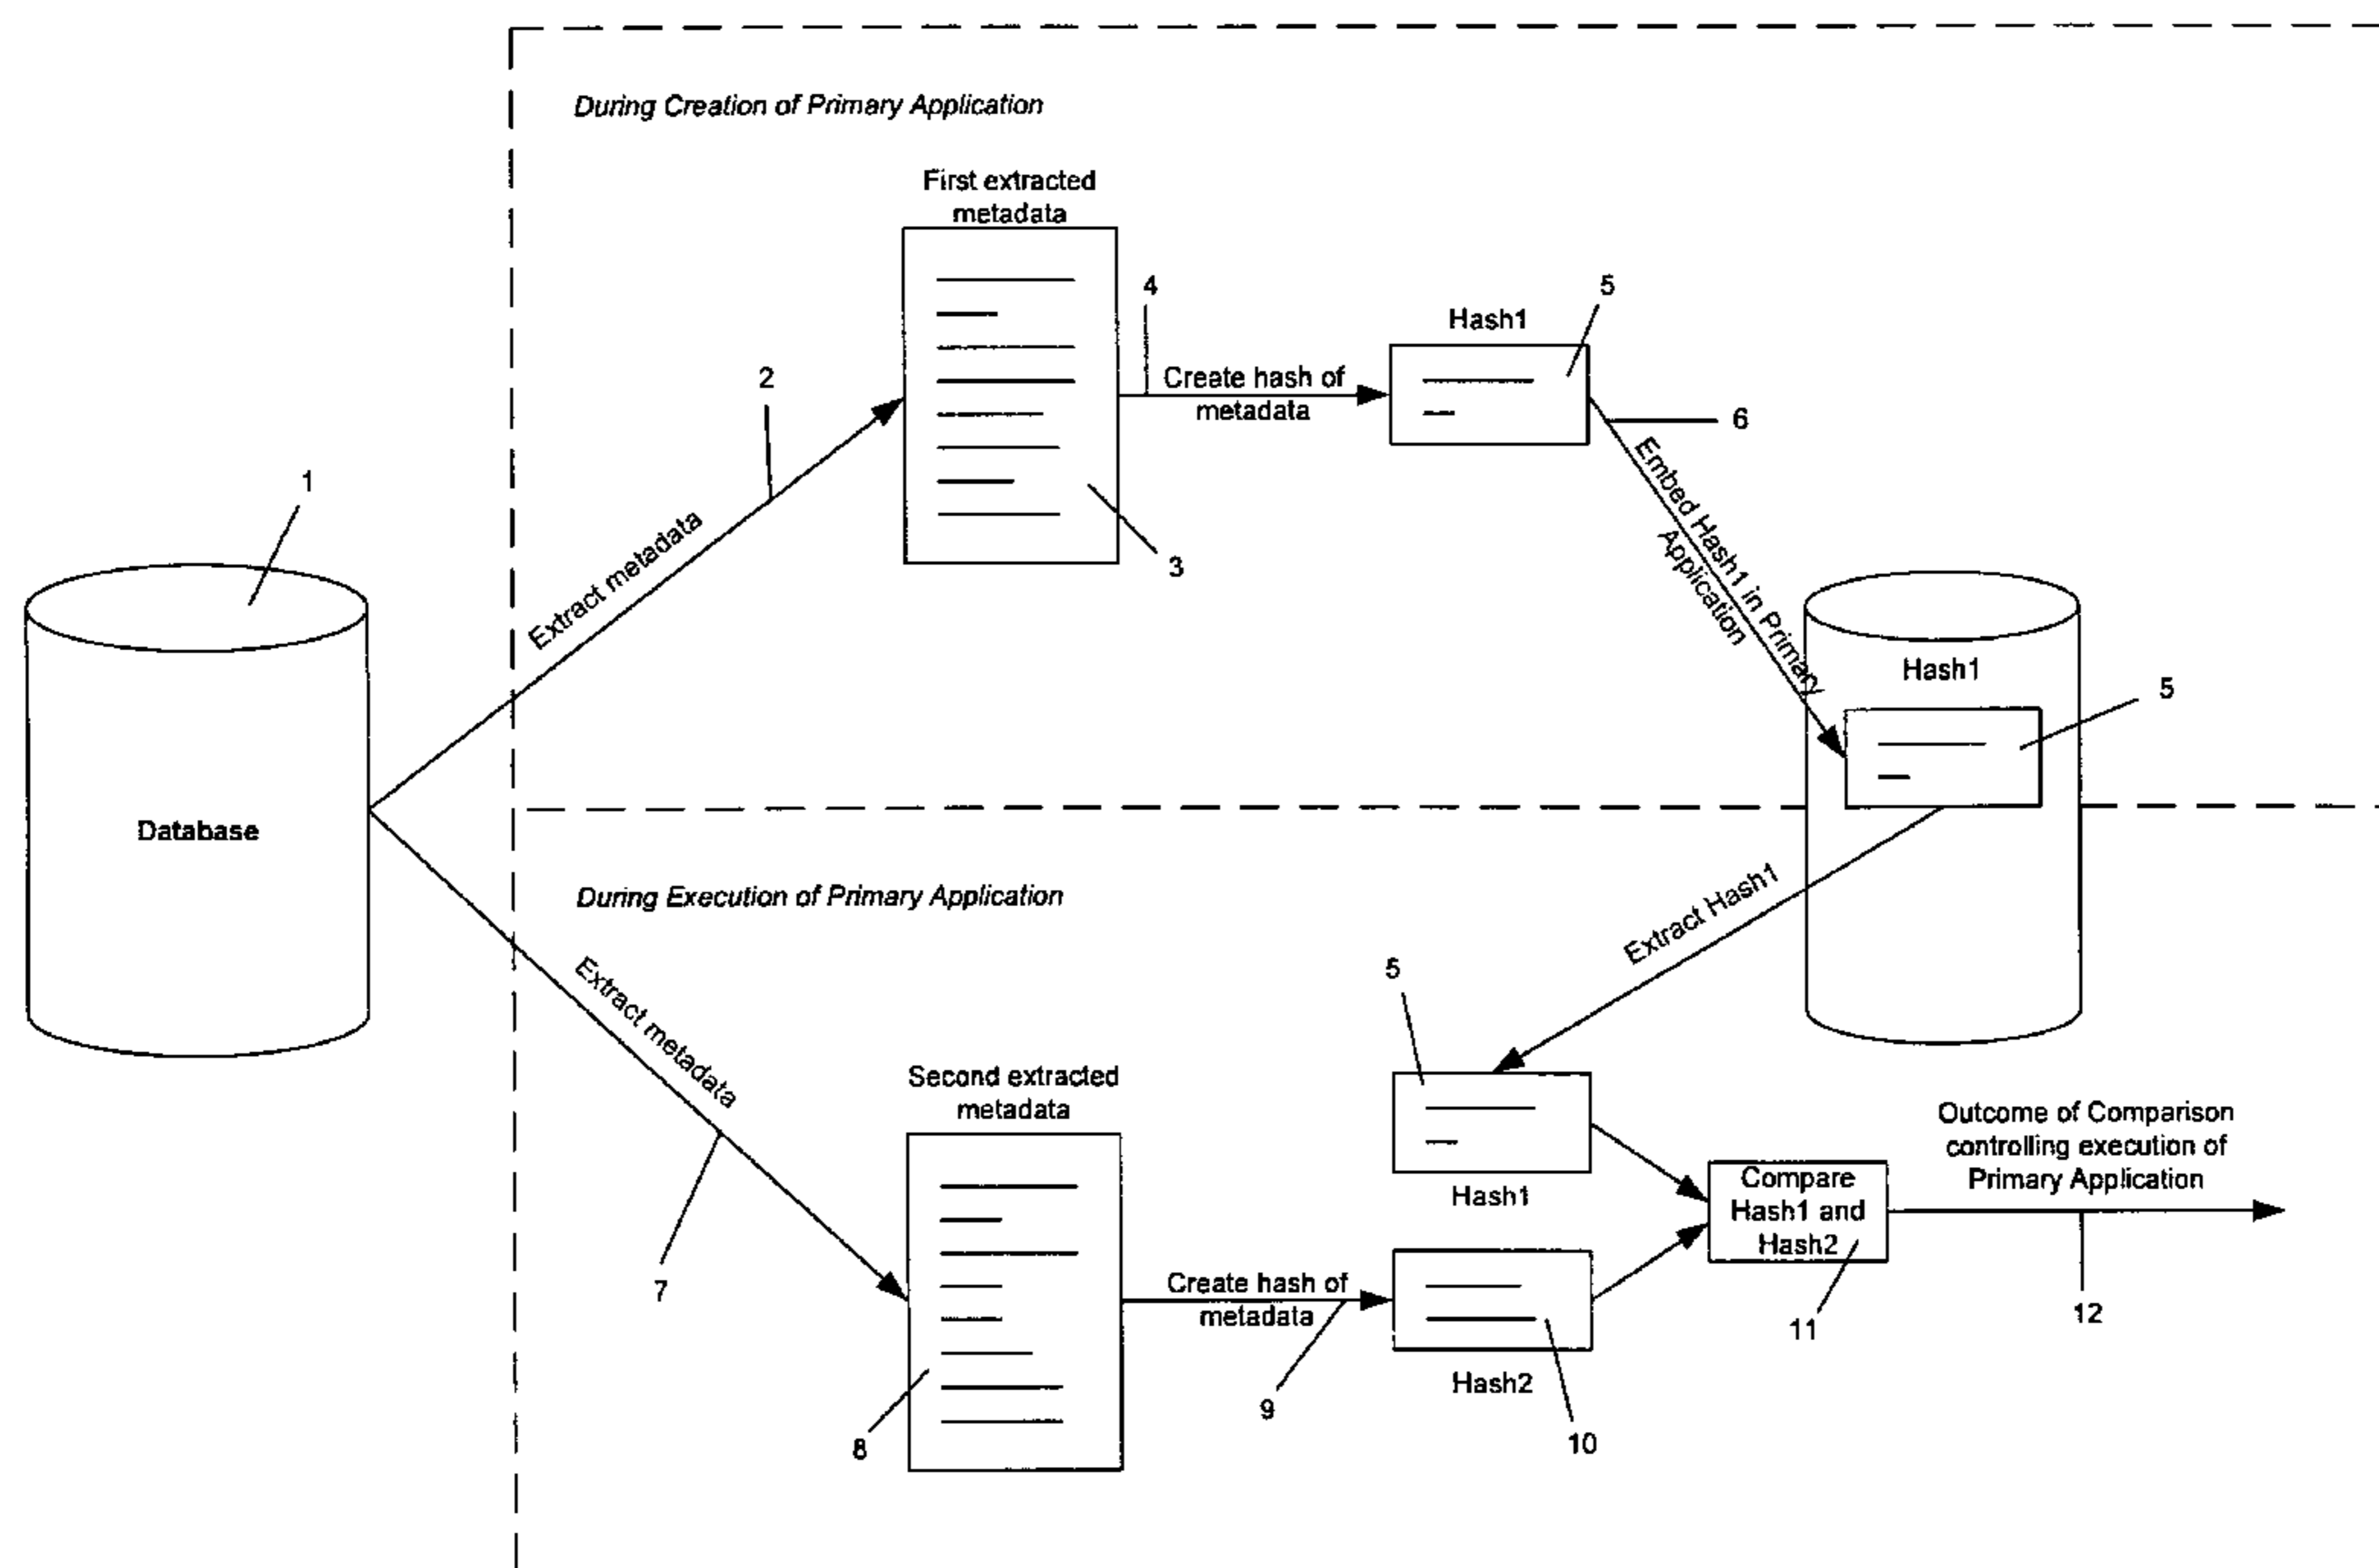 During Creation of Primary Application
First extracted
metadata
4
5
Hash1
2
Create hash of
metadata
6
1
Extract metadata
3
Embed Hash1 in Primary
Application
Hash1
5
Database
During Execution of Primary Application
Extract Hash1
5
Extract metadata
Second extracted
metadata
Outcome of Comparison
controlling execution of
Primary Application
Hash1
Compare
Hash1 and
Hash2
7
Create hash of
metadata
12
11
Hash2
9
8
10